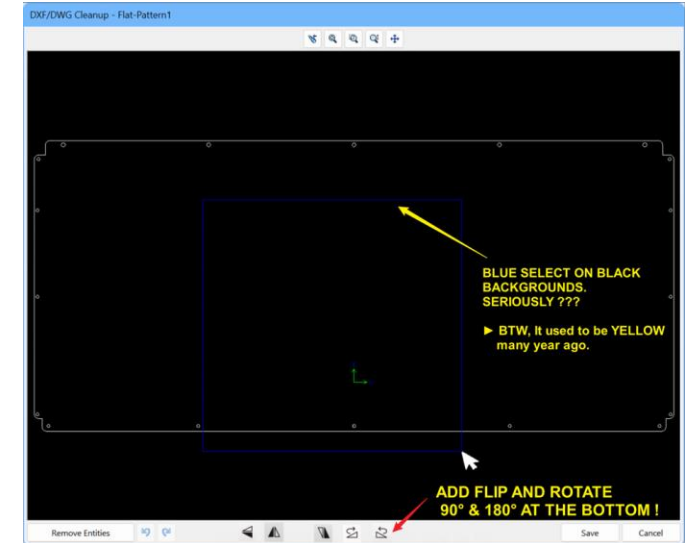 DXF/DWG Cleanup - Flat-Pattern1
BLUE SELECT ON BLACK
BACKGROUNDS.
SERIOUSLY ???
► BTW, It used to be YELLOW
many year ago.
ADD FLIP AND ROTATE
90° & 180° AT THE BOTTOM !
Remove Entities
Save
Cancel